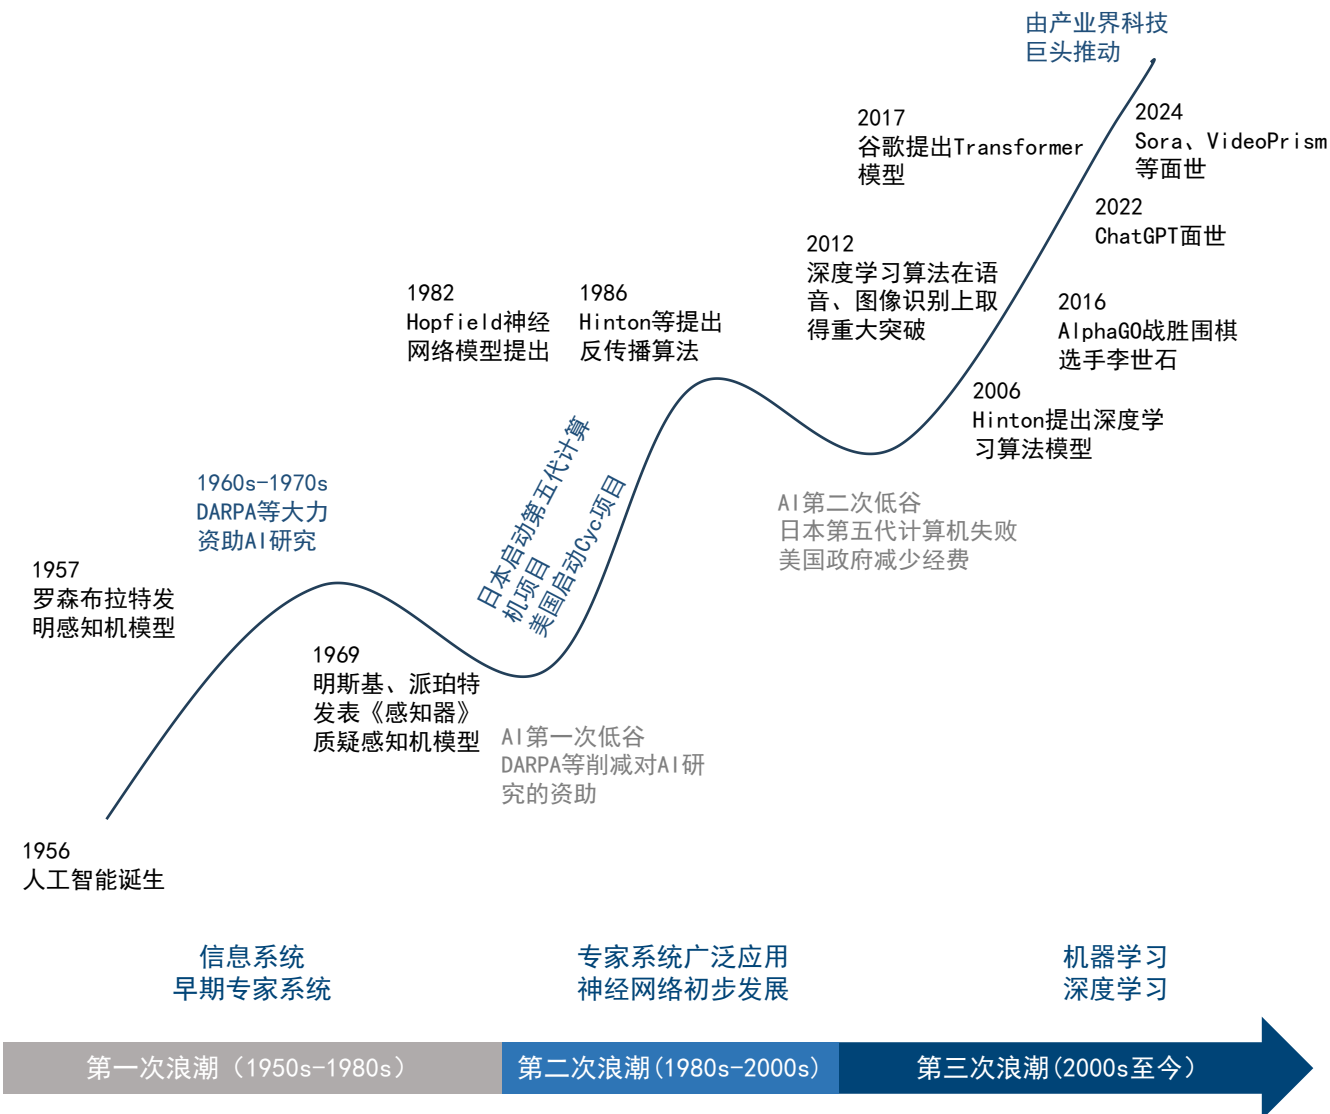 由产业界科技
巨头推动
2017
谷歌提出Transformer
模型
2024
Sora、VideoPrism
等面世
2022
ChatGPT面世
2012
深度学习算法在语
音、图像识别上取
得重大突破
2016
AlphaGO战胜围棋
选手李世石
2006
Hinton提出深度学
习算法模型
1982
Hopfield神经
网络模型提出
1986
Hinton等提出
反传播算法
日本启动第五代计算
机项目
美国启动Cyc项目
AI第二次低谷
日本第五代计算机失败
美国政府减少经费
1960s-1970s
DARPA等大力
资助AI研究
1957
罗森布拉特发
明感知机模型
1969
明斯基、派珀特
发表《感知器》
质疑感知机模型
AI第一次低谷
DARPA等削减对AI研
究的资助
1956
人工智能诞生
信息系统
早期专家系统
专家系统广泛应用
神经网络初步发展
机器学习
深度学习
第一次浪潮（1950s-1980s）
第二次浪潮(1980s-2000s)
第三次浪潮(2000s至今)